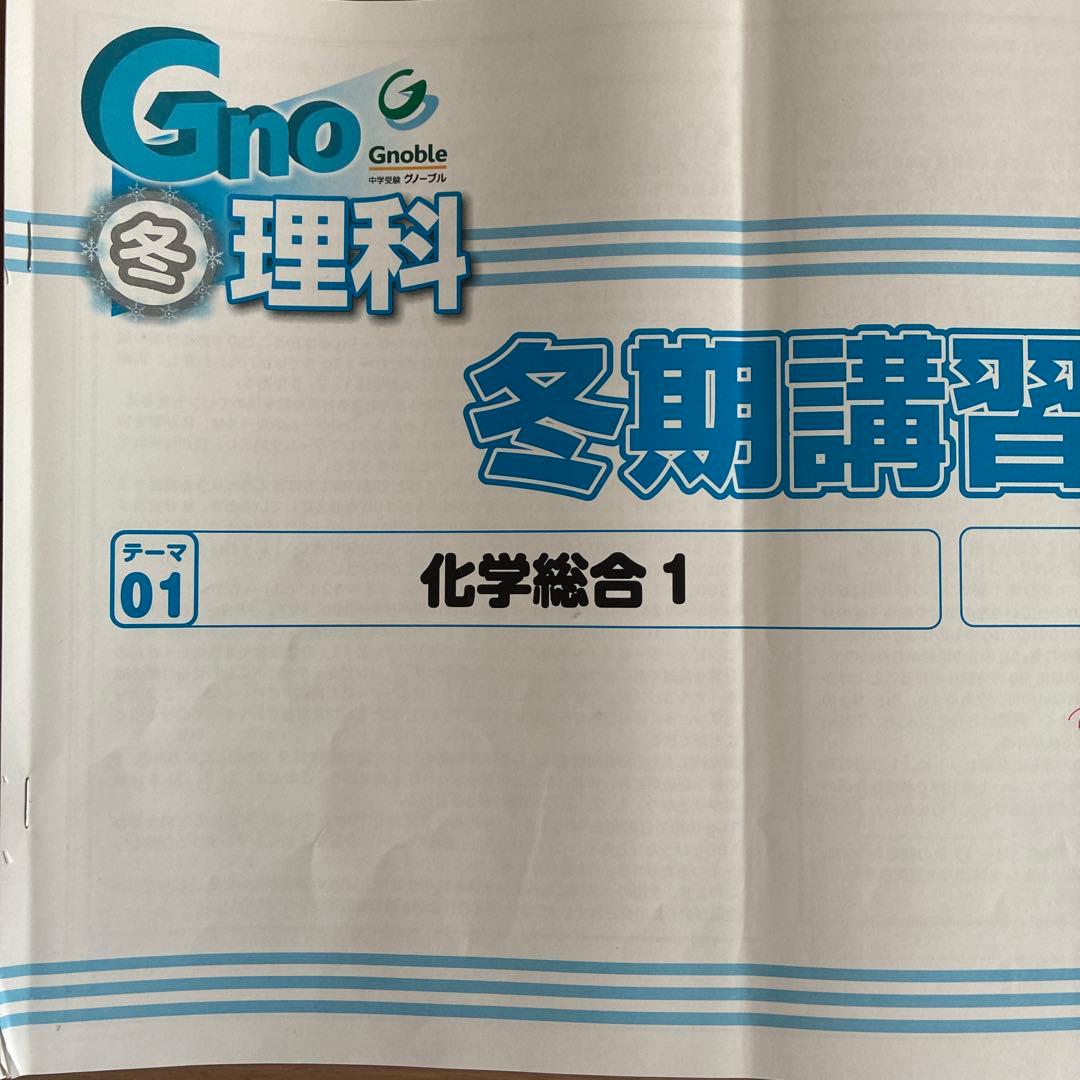 Gno
G
Gnoble
中学受験 グノーブル
冬 理科
冬期講習
テーマ
01
化学総合1